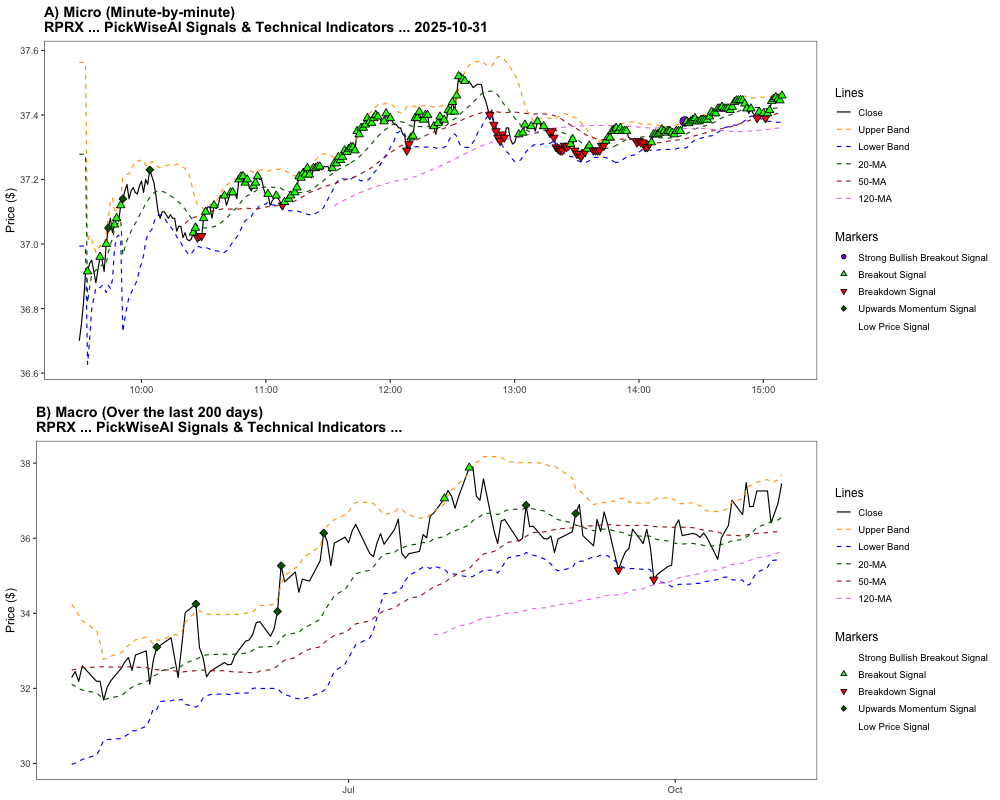 A) Micro (Minute-by-minute)
RPRX ... PickWiseAI Signals & Technical Indicators ... 2025-10-31
37.6
37.4
37.2
37.0
36.8
36.6
Price ($)
10:00
11:00
12:00
13:00
14:00
15:00
Lines
Close
Upper Band
Lower Band
20-MA
50-MA
120-MA
Markers
Strong Bullish Breakout Signal
Breakout Signal
Breakdown Signal
Upwards Momentum Signal
Low Price Signal
B) Macro (Over the last 200 days)
RPRX ... PickWiseAI Signals & Technical Indicators ...
38
36
34
32
30
Price ($)
Jul
Oct
Lines
Close
Upper Band
Lower Band
20-MA
50-MA
120-MA
Markers
Strong Bullish Breakout Signal
Breakout Signal
Breakdown Signal
Upwards Momentum Signal
Low Price Signal